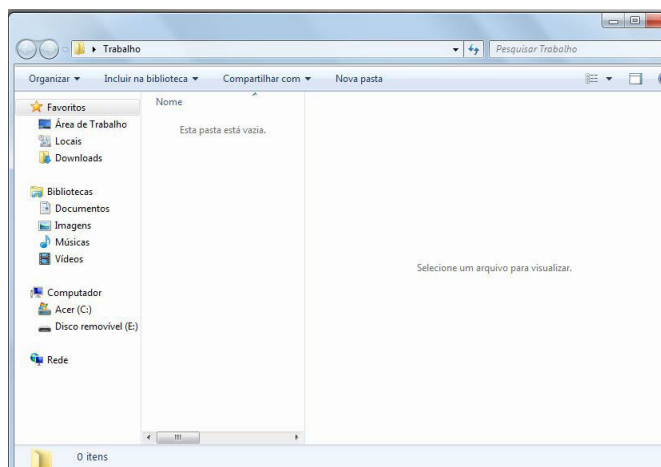 Trabalho
Pesquisar Trabalho
Organizar Incluir na biblioteca Compartilhar com Nova pasta
Favoritos
Área de Trabalho
Locais
Downloads
Bibliotecas
Documentos
Imagens
Músicas
Vídeos
Computador
Acer (C:)
Disco removível (E:)
Rede
Nome
Esta pasta está vazia.
Selecione um arquivo para visualizar.
0 itens